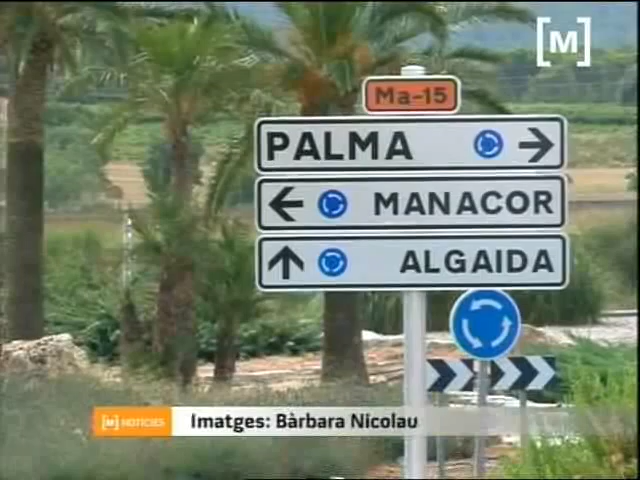 [M]
Ma-15
PALMA
MANACOR
ALGAIDA
[M] NOTÍCIES
Imatges: Bàrbara Nicolau